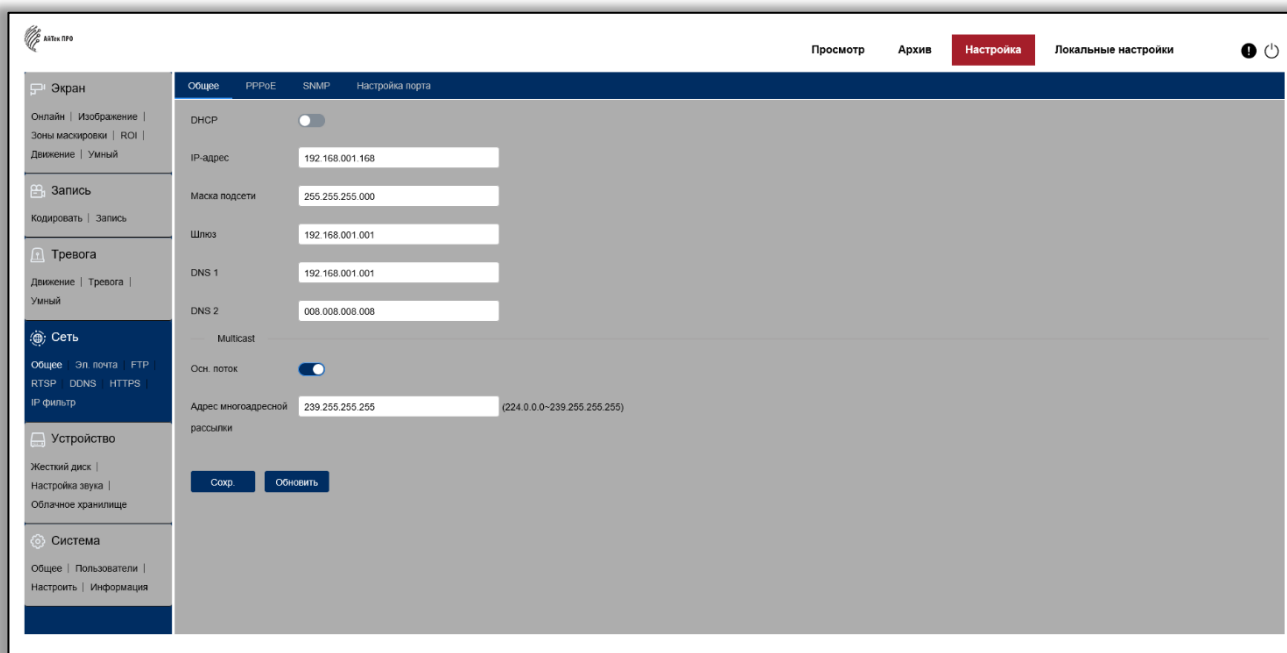 АйТек ПРО
Просмотр Архив Настройка Локальные настройки
Экран
Онлайн | Изображение |
Зоны маскировки | ROI |
Движение | Умный
Запись
Кодировать | Запись
Тревога
Движение | Тревога |
Умный
Сеть
Общее | Эл. почта | FTP |
RTSP | DDNS | HTTPS |
IP фильтр
Устройство
Жесткий диск |
Настройка звука |
Облачное хранилище
Система
Общее | Пользователи |
Настроить | Информация
Общее PPPoE SNMP Настройка порта
DHCP
IP-адрес 192.168.001.168
Маска подсети 255.255.255.000
Шлюз 192.168.001.001
DNS 1 192.168.001.001
DNS 2 008.008.008.008
Multicast
Осн. поток
Адрес многоадресной 239.255.255.255 (224.0.0.0~239.255.255.255)
рассылки
Сохр. Обновить